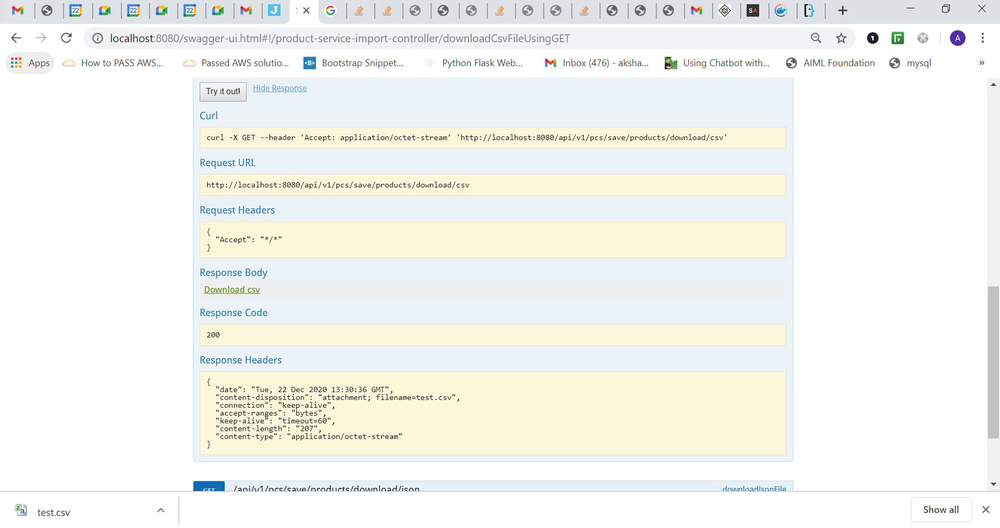 localhost:8080/swagger-ui.html#!/product-service-import-controller/downloadCsvFileUsingGET
A
Apps
How to PASS AWS...
Passed AWS solutio...
Bootstrap Snippet...
Python Flask Web...
Inbox (476) - aksha...
Using Chatbot with...
AIML Foundation
mysql
»
Try it out!
Hide Response
Curl
curl -X GET --header 'Accept: application/octet-stream' 'http://localhost:8080/api/v1/pcs/save/products/download/csv'
Request URL
http://localhost:8080/api/v1/pcs/save/products/download/csv
Request Headers
{
"Accept": "*/*"
}
Response Body
Download csv
Response Code
200
Response Headers
{
"date": "Tue, 22 Dec 2020 13:30:36 GMT",
"content-disposition": "attachment; filename=test.csv",
"connection": "keep-alive",
"accept-ranges": "bytes",
"keep-alive": "timeout=60",
"content-length": "207",
"content-type": "application/octet-stream"
}
GET
/api/v1/pcs/save/products/download/json
downloadJsonFile
test.csv
Show all